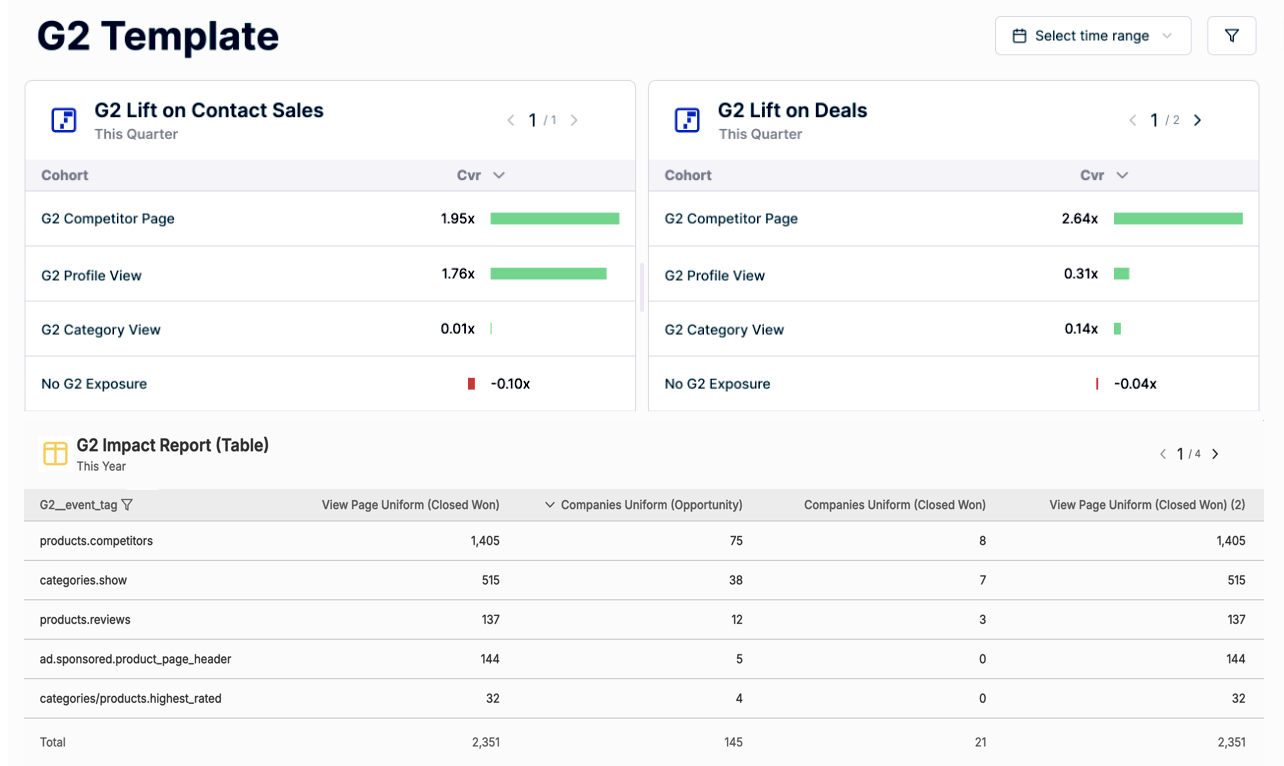 G2 Template
Select time range
G2 Lift on Contact Sales
This Quarter
1 / 1
Cohort Cvr
G2 Competitor Page 1.95x
G2 Profile View 1.76x
G2 Category View 0.01x
No G2 Exposure -0.10x
G2 Lift on Deals
This Quarter
1 / 2
Cohort Cvr
G2 Competitor Page 2.64x
G2 Profile View 0.31x
G2 Category View 0.14x
No G2 Exposure -0.04x
G2 Impact Report (Table)
This Year
1 / 4
G2__event_tag View Page Uniform (Closed Won) Companies Uniform (Opportunity) Companies Uniform (Closed Won) View Page Uniform (Closed Won) (2)
products.competitors 1,405 75 8 1,405
categories.show 515 38 7 515
products.reviews 137 12 3 137
ad.sponsored.product_page_header 144 5 0 144
categories/products.highest_rated 32 4 0 32
Total 2,351 145 21 2,351